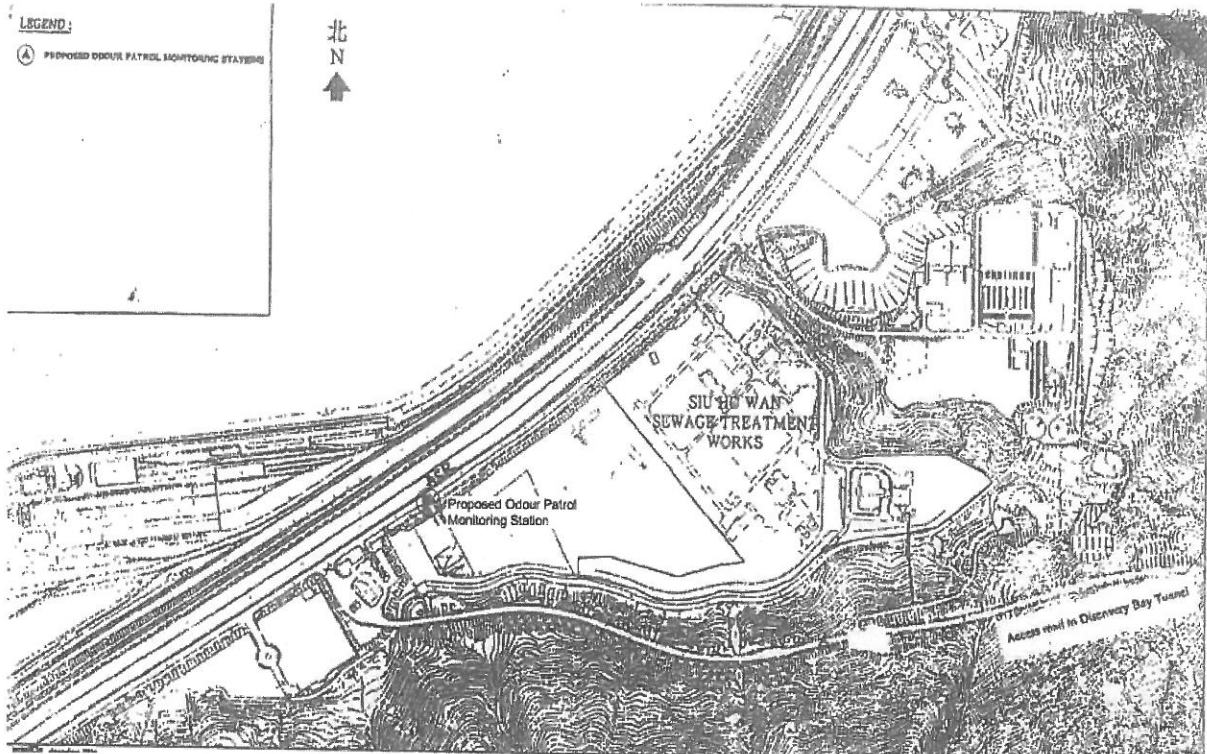 LEGEND :
A PROPOSED ODOUR PATROL MONITORING STATIONS
北
N
SIU HO WAN
SEWAGE TREATMENT
WORKS
Proposed Odour Patrol
Monitoring Station
Access road to Discovery Bay Tunnel